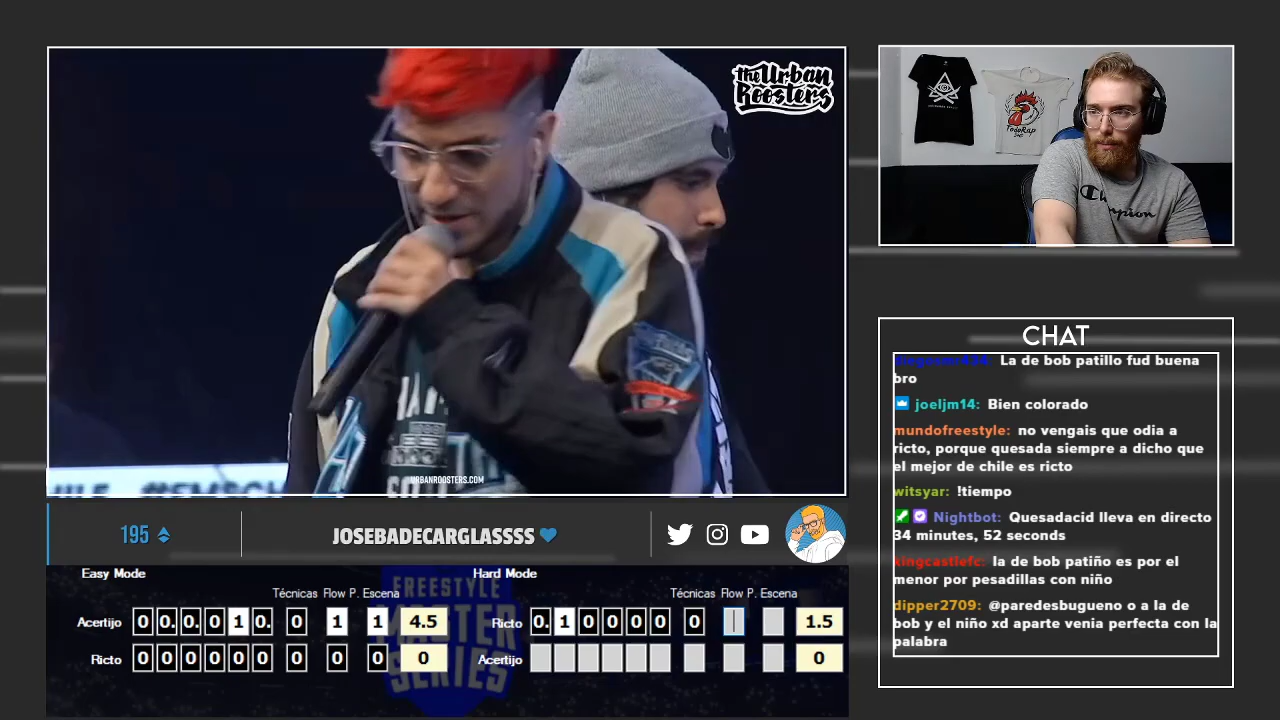 the Urban
Roosters
TodoRap
Champion
URBANROOSTERS.COM
CHAT
La de bob patillo fud buena
bro
joeljm14: Bien colorado
mundofreestyle: no vengais que odia a
ricto, porque quesada siempre a dicho que
el mejor de chile es ricto
witsyar: !tiempo
Nightbot: Quesadacid lleva en directo
34 minutes, 52 seconds
kingcastlefc: la de bob patiño es por el
menor por pesadillas con niño
dipper2709: @paredesbugueno o a la de
bob y el niño xd aparte venia perfecta con la
palabra
195
JOSEBADECARGLASSSS
Easy Mode
Técnicas Flow P. Escena
Acertijo 0 0. 0. 0 1 0. 0 1 1 4.5
Ricto 0 0 0 0 0 0 0 0 0 0
Hard Mode
Técnicas Flow P. Escena
Ricto 0. 1 0 0 0 0 0 1.5
Acertijo 0
FREESTYLE
MASTER
SERIES